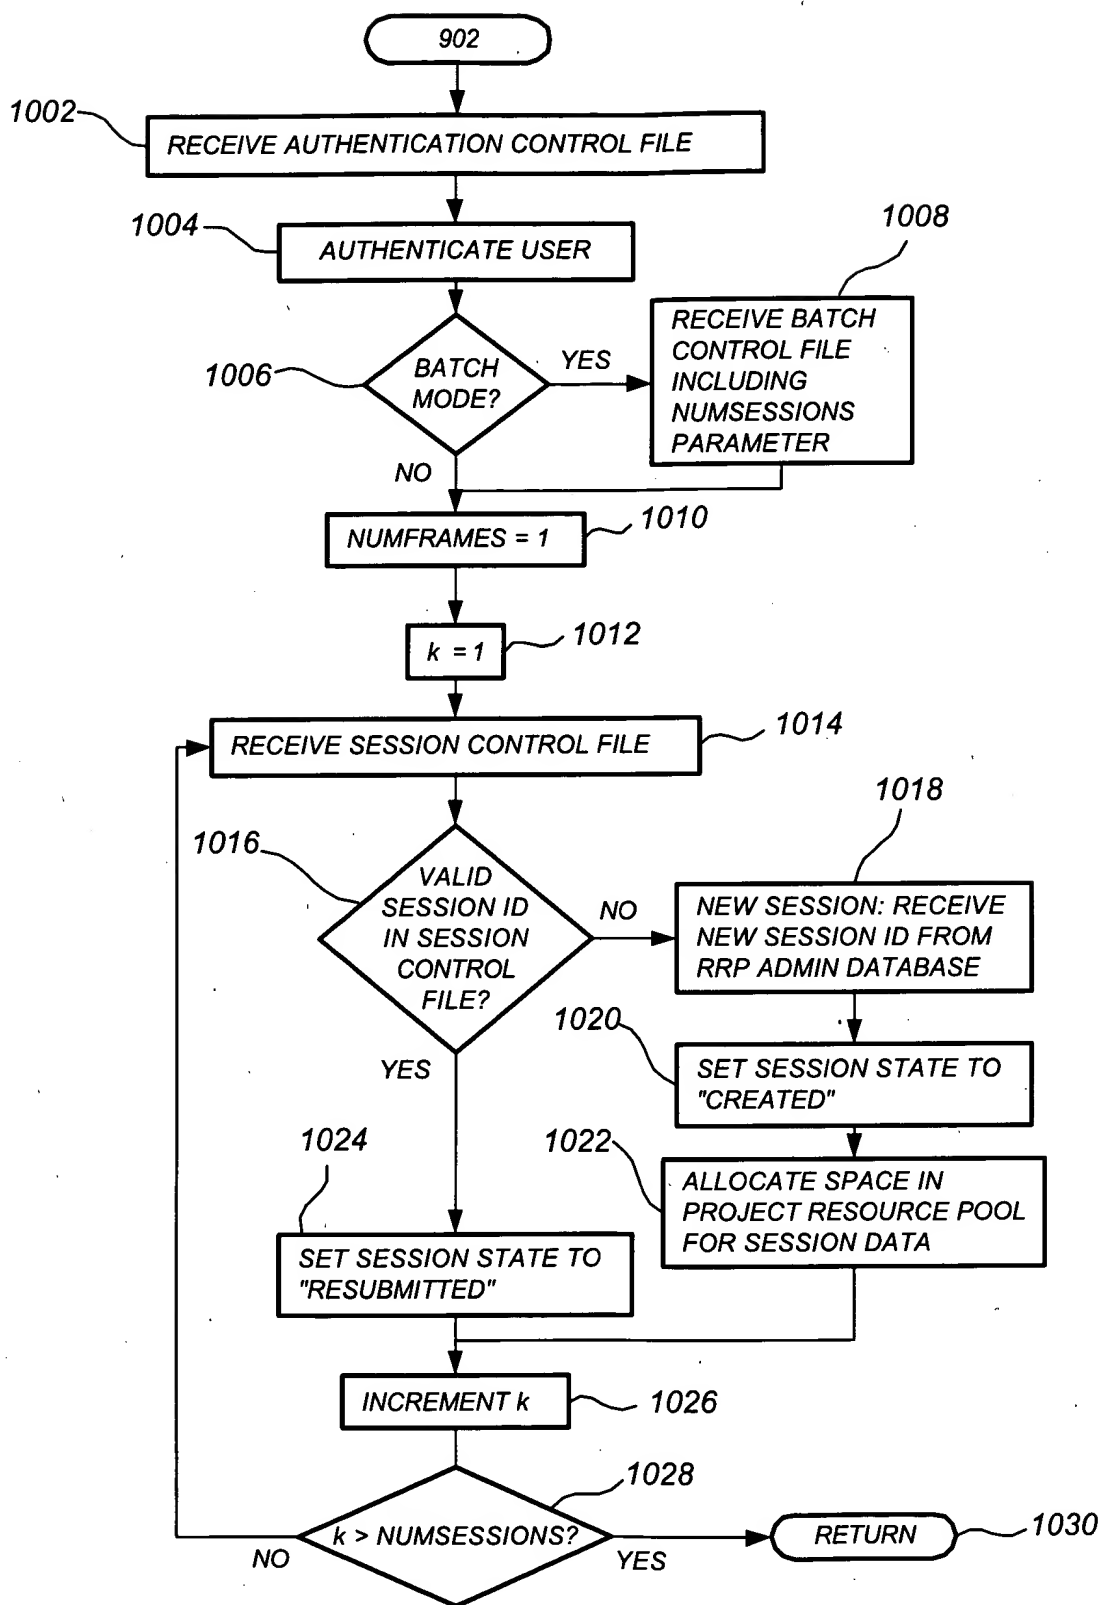 902
1002
RECEIVE AUTHENTICATION CONTROL FILE
1004
AUTHENTICATE USER
1008
RECEIVE BATCH
CONTROL FILE
INCLUDING
NUMSESSIONS
PARAMETER
1006
BATCH
MODE?
YES
NO
NUMFRAMES = 1
1010
k = 1
1012
RECEIVE SESSION CONTROL FILE
1014
1016
VALID
SESSION ID
IN SESSION
CONTROL
FILE?
NO
1018
NEW SESSION: RECEIVE
NEW SESSION ID FROM
RRP ADMIN DATABASE
1020
SET SESSION STATE TO
"CREATED"
YES
1022
ALLOCATE SPACE IN
PROJECT RESOURCE POOL
FOR SESSION DATA
1024
SET SESSION STATE TO
"RESUBMITTED"
INCREMENT k
1026
1028
k > NUMSESSIONS?
NO
YES
RETURN
1030